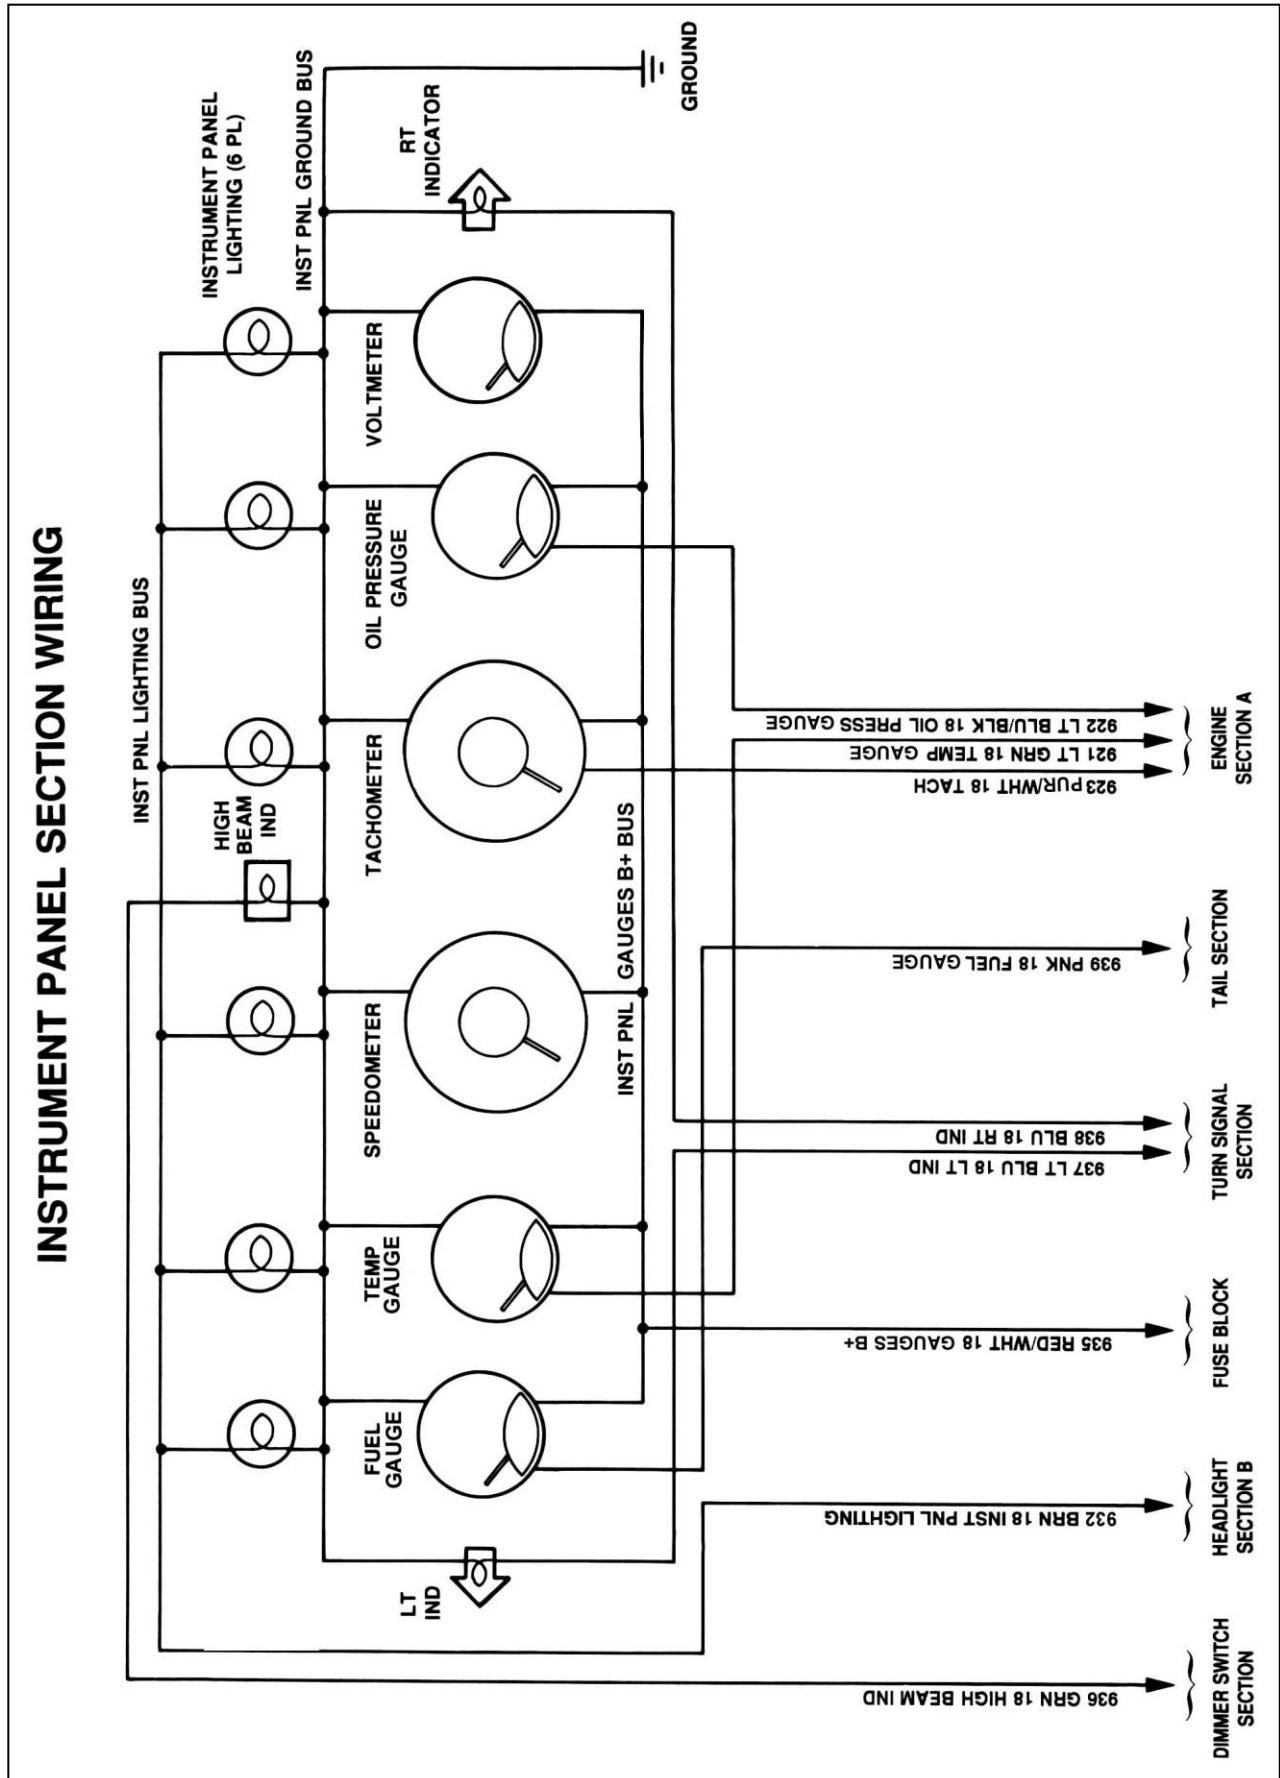 INSTRUMENT PANEL SECTION WIRING
INST PNL LIGHTING BUS
INSTRUMENT PANEL
LIGHTING (6 PL)
HIGH
BEAM
IND
INST PNL GROUND BUS
LT
IND
FUEL
GAUGE
TEMP
GAUGE
SPEEDOMETER
TACHOMETER
OIL PRESSURE
GAUGE
VOLTMETER
RT
INDICATOR
INST PNL GAUGES B+ BUS
GROUND
936 GRN 18 HIGH BEAM IND
932 BRN 18 INST PNL LIGHTING
935 RED/WHT 18 GAUGES B+
937 LT BLU 18 LT IND
938 BLU 18 RT IND
939 PNK 18 FUEL GAUGE
923 PUR/WHT 18 TACH
921 LT GRN 18 TEMP GAUGE
922 LT BLU/BLK 18 OIL PRESS GAUGE
DIMMER SWITCH
SECTION
HEADLIGHT
SECTION B
FUSE BLOCK
TURN SIGNAL
SECTION
TAIL SECTION
ENGINE
SECTION A